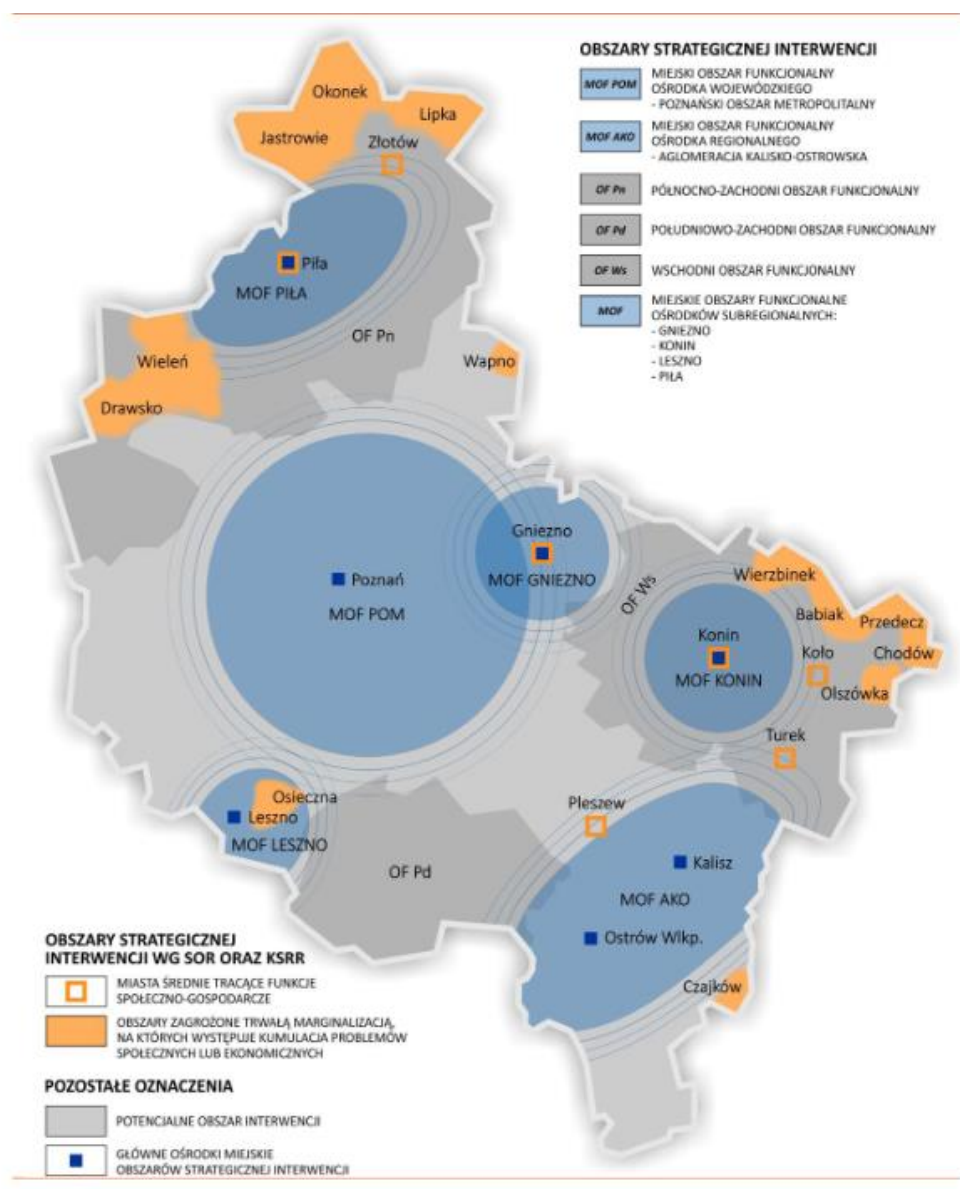 OBSZARY STRATEGICZNEJ INTERWENCJI
MOF POM
MIEJSKI OBSZAR FUNKCJONALNY
OŚRODKA WOJEWÓDZKIEGO
- POZNAŃSKI OBSZAR METROPOLITALNY
MOF AKO
MIEJSKI OBSZAR FUNKCJONALNY
OŚRODKA REGIONALNEGO
- AGLOMERACJA KALISKO-OSTROWSKA
OF Pn
PÓŁNOCNO-ZACHODNI OBSZAR FUNKCJONALNY
OF Pd
POŁUDNIOWO-ZACHODNI OBSZAR FUNKCJONALNY
OF Ws
WSCHODNI OBSZAR FUNKCJONALNY
MOF
MIEJSKIE OBSZARY FUNKCJONALNE
OŚRODKÓW SUBREGIONALNYCH:
- GNIEZNO
- KONIN
- LESZNO
- PIŁA
Okonek
Lipka
Jastrowie
Złotów
Piła
MOF PIŁA
OF Pn
Wieleń
Wapno
Drawsko
Gniezno
MOF GNIEZNO
Poznań
MOF POM
OF Ws
Wierzbinek
Babiak
Przedecz
Konin
Koło
Chodów
MOF KONIN
Olszówka
Turek
Osieczna
Leszno
MOF LESZNO
Pleszew
OF Pd
Kalisz
MOF AKO
Ostrów Wlkp.
Czajków
OBSZARY STRATEGICZNEJ
INTERWENCJI WG SOR ORAZ KSRR
MIASTA ŚREDNIE TRACĄCE FUNKCJE
SPOŁECZNO-GOSPODARCZE
OBSZARY ZAGROŻONE TRWAŁĄ MARGINALIZACJĄ,
NA KTÓRYCH WYSTĘPUJE KUMULACJA PROBLEMÓW
SPOŁECZNYCH LUB EKONOMICZNYCH
POZOSTAŁE OZNACZENIA
POTENCJALNE OBSZAR INTERWENCJI
GŁÓWNE OŚRODKI MIEJSKIE
OBSZARÓW STRATEGICZNEJ INTERWENCJI